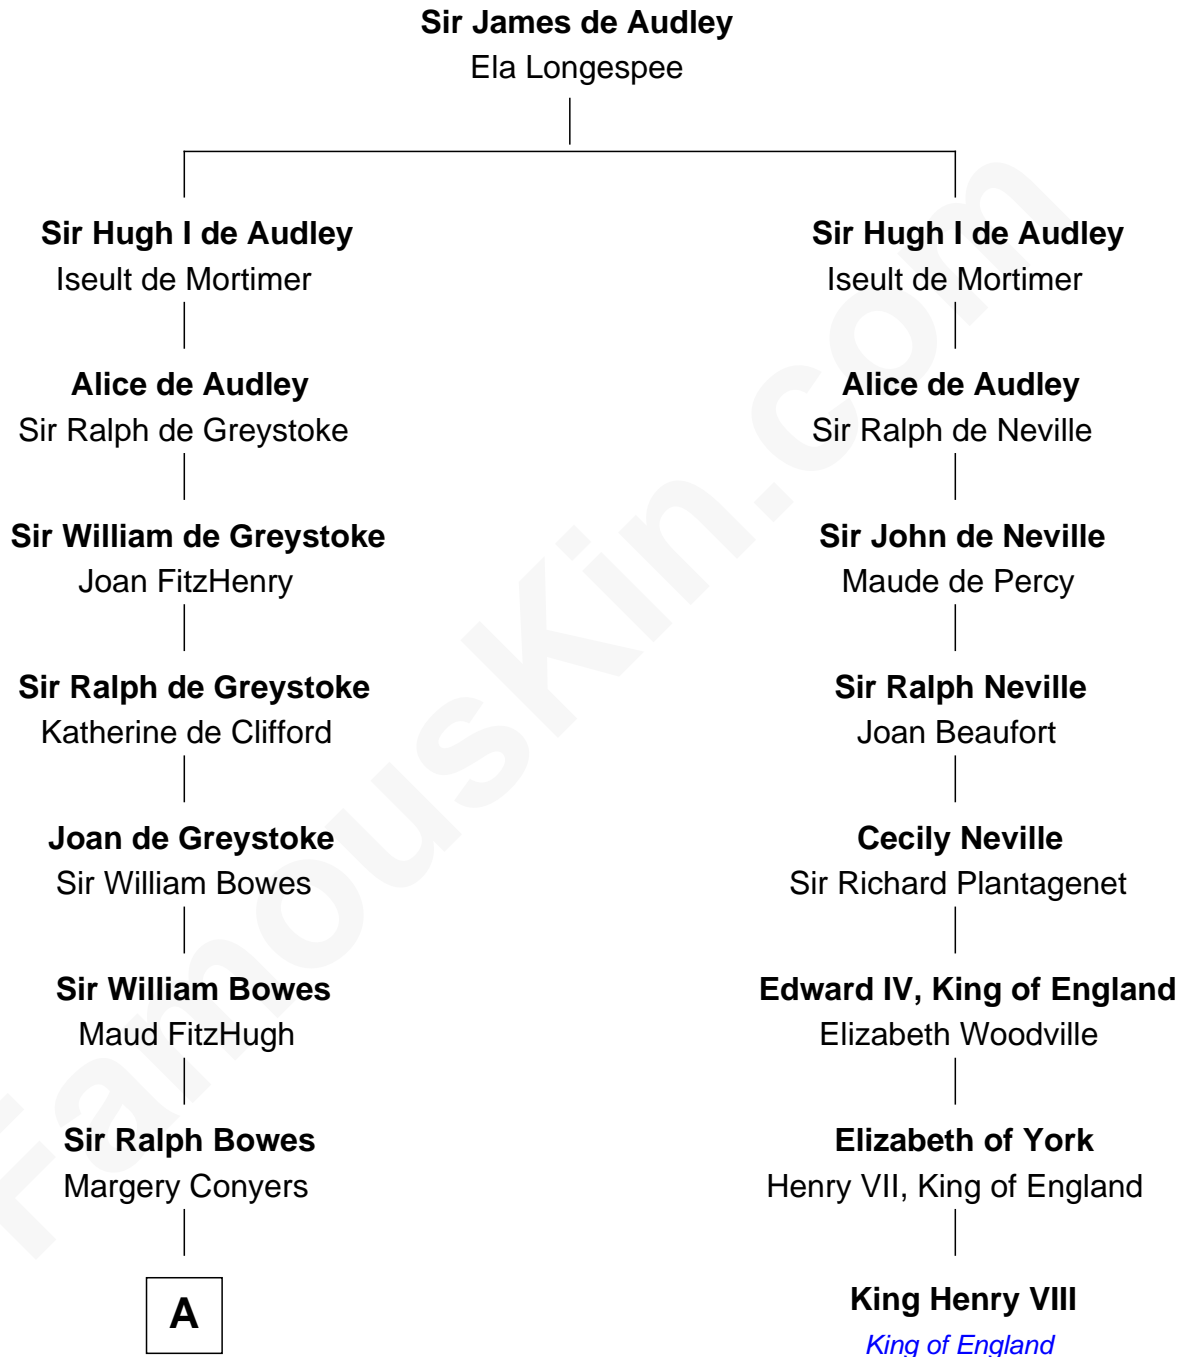 Sir James de Audley
Ela Longespee
Sir Hugh I de Audley
Iseult de Mortimer
Alice de Audley
Sir Ralph de Greystoke
Sir William de Greystoke
Joan FitzHenry
Sir Ralph de Greystoke
Katherine de Clifford
Joan de Greystoke
Sir William Bowes
Sir William Bowes
Maud FitzHugh
Sir Ralph Bowes
Margery Conyers
A
Sir Hugh I de Audley
Iseult de Mortimer
Alice de Audley
Sir Ralph de Neville
Sir John de Neville
Maude de Percy
Sir Ralph Neville
Joan Beaufort
Cecily Neville
Sir Richard Plantagenet
Edward IV, King of England
Elizabeth Woodville
Elizabeth of York
Henry VII, King of England
King Henry VIII
King of England
FamousKin.com